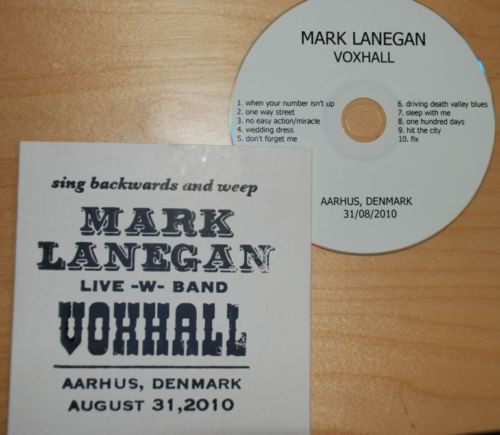 MARK LANEGAN
VOXHALL
1. when your number isn't up
2. one way street
3. no easy action/miracle
4. wedding dress
5. don't forget me
6. driving death valley blues
7. sleep with me
8. one hundred days
9. hit the city
10. fix
AARHUS, DENMARK
31/08/2010
sing backwards and weep
MARK
LANEGAN
LIVE -W- BAND
VOXHALL
AARHUS, DENMARK
AUGUST 31,2010